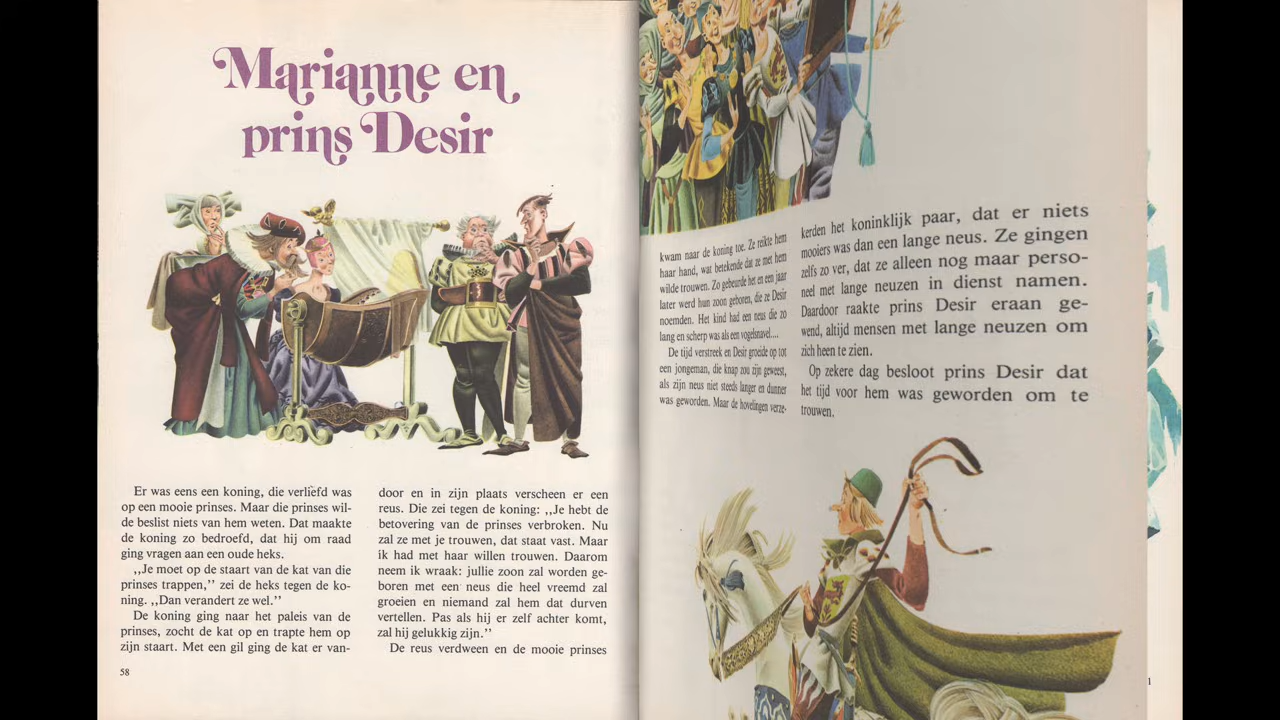 Marianne en
prins Desir
Er was eens een koning, die verliefd was
op een mooie prinses. Maar die prinses wil-
de beslist niets van hem weten. Dat maakte
de koning zo bedroefd, dat hij om raad
ging vragen aan een oude heks.
,,Je moet op de staart van de kat van die
prinses trappen,’’ zei de heks tegen de ko-
ning. ,,Dan verandert ze wel.’’
De koning ging naar het paleis van de
prinses, zocht de kat op en trapte hem op
zijn staart. Met een gil ging de kat er van-
58
door en in zijn plaats verscheen er een
reus. Die zei tegen de koning: ,,Je hebt de
betovering van de prinses verbroken. Nu
zal ze met je trouwen, dat staat vast. Maar
ik had met haar willen trouwen. Daarom
neem ik wraak: jullie zoon zal worden ge-
boren met een neus die heel vreemd zal
groeien en niemand zal hem dat durven
vertellen. Pas als hij er zelf achter komt,
zal hij gelukkig zijn.’’
De reus verdween en de mooie prinses
kwam naar de koning toe. Ze reikte hem
haar hand, wat betekende dat ze met hem
wilde trouwen. Zo gebeurde het en een jaar
later werd hun zoon geboren, die ze Desir
noemden. Het kind had een neus die zo
lang en scherp was als een vogelsnavel....
De tijd verstreek en Desir groeide op tot
een jongeman, die knap zou zijn geweest,
als zijn neus niet steeds langer en dunner
was geworden. Maar de hovelingen verze-
kerden het koninklijk paar, dat er niets
mooiers was dan een lange neus. Ze gingen
zelfs zo ver, dat ze alleen nog maar perso-
neel met lange neuzen in dienst namen.
Daardoor raakte prins Desir eraan ge-
wend, altijd mensen met lange neuzen om
zich heen te zien.
Op zekere dag besloot prins Desir dat
het tijd voor hem was geworden om te
trouwen.
1